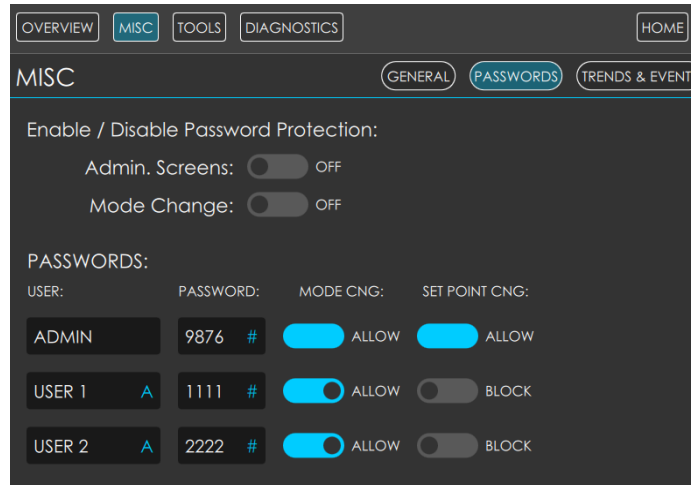 OVERVIEW MISC TOOLS DIAGNOSTICS HOME
MISC GENERAL PASSWORDS TRENDS & EVENT
Enable / Disable Password Protection:
Admin. Screens: OFF
Mode Change: OFF
PASSWORDS:
USER: PASSWORD: MODE CNG: SET POINT CNG:
ADMIN 9876 # ALLOW ALLOW
USER 1 A 1111 # ALLOW BLOCK
USER 2 A 2222 # ALLOW BLOCK